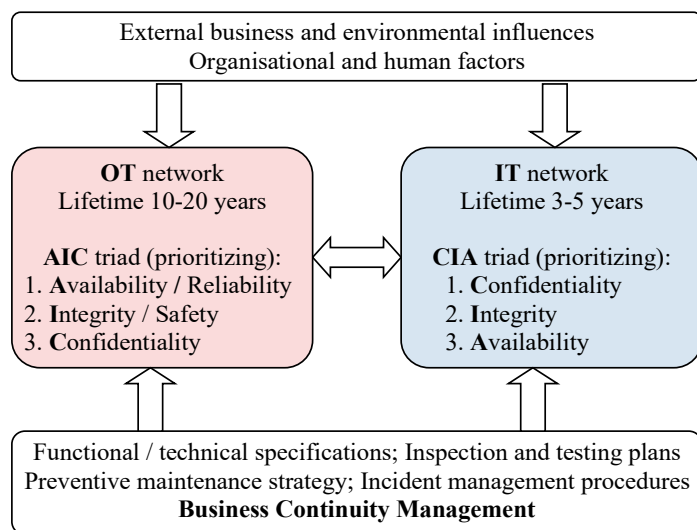 External business and environmental influences
Organisational and human factors
OT network
Lifetime 10-20 years
AIC triad (prioritizing):
1. Availability / Reliability
2. Integrity / Safety
3. Confidentiality
IT network
Lifetime 3-5 years
CIA triad (prioritizing):
1. Confidentiality
2. Integrity
3. Availability
Functional / technical specifications; Inspection and testing plans
Preventive maintenance strategy; Incident management procedures
Business Continuity Management